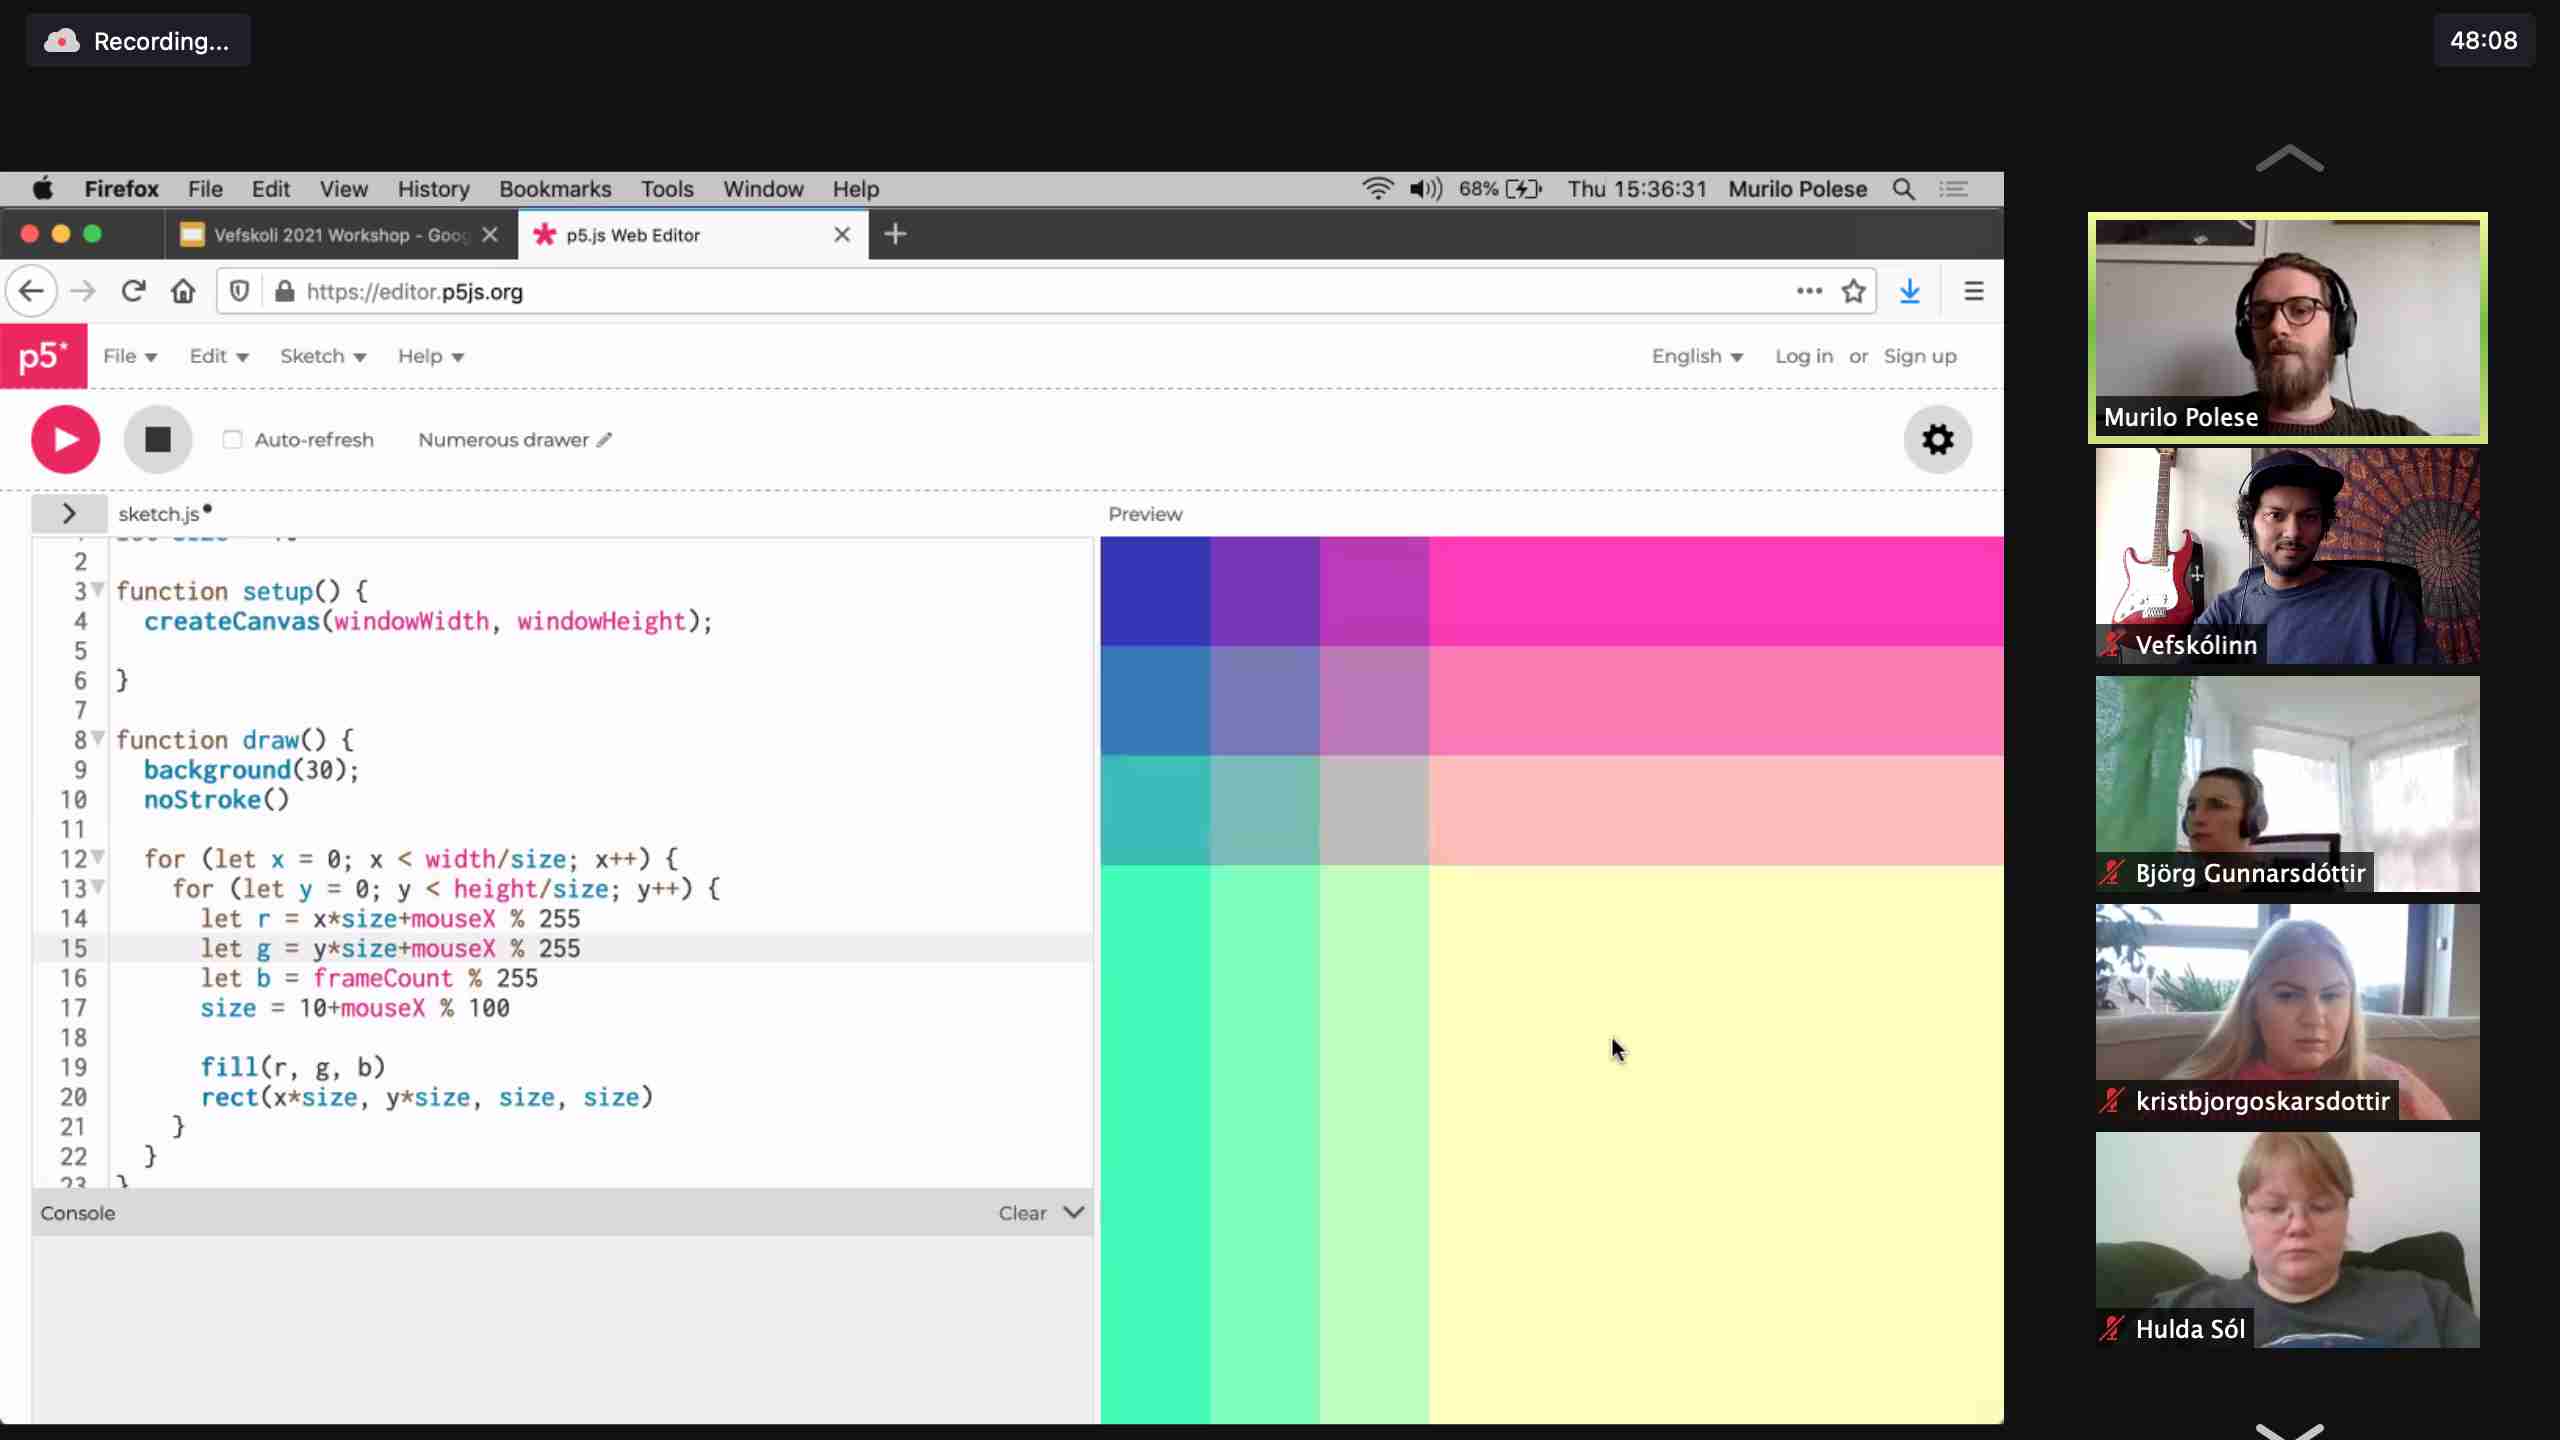 Recording...
48:08
Firefox File Edit View History Bookmarks Tools Window Help 68% Thu 15:36:31 Murilo Polese
Vefskoli 2021 Workshop - Goog
p5.js Web Editor
https://editor.p5js.org
p5* File Edit Sketch Help English Log in or Sign up
Auto-refresh Numerous drawer
sketch.js
Preview
2
3 function setup() {
4 createCanvas(windowWidth, windowHeight);
5
6 }
7
8 function draw() {
9 background(30);
10 noStroke()
11
12 for (let x = 0; x < width/size; x++) {
13 for (let y = 0; y < height/size; y++) {
14 let r = x*size+mouseX % 255
15 let g = y*size+mouseX % 255
16 let b = frameCount % 255
17 size = 10+mouseX % 100
18
19 fill(r, g, b)
20 rect(x*size, y*size, size, size)
21 }
22 }
23 }
Console Clear
Murilo Polese
Vefskólinn
Björg Gunnarsdóttir
kristbjorgoskarsdottir
Hulda Sól